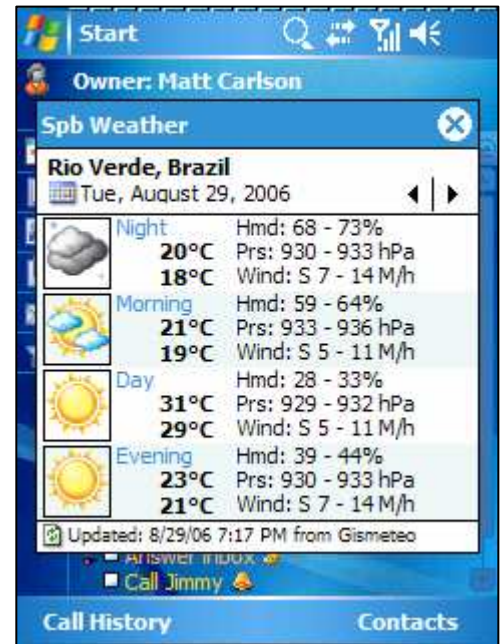 Start
Owner: Matt Carlson
Spb Weather
Rio Verde, Brazil
Tue, August 29, 2006
Night Hmd: 68 - 73%
20°C Prs: 930 - 933 hPa
18°C Wind: S 7 - 14 M/h
Morning Hmd: 59 - 64%
21°C Prs: 933 - 936 hPa
19°C Wind: S 5 - 11 M/h
Day Hmd: 28 - 33%
31°C Prs: 929 - 932 hPa
29°C Wind: S 5 - 11 M/h
Evening Hmd: 39 - 44%
23°C Prs: 930 - 933 hPa
21°C Wind: S 7 - 14 M/h
Updated: 8/29/06 7:17 PM from Gismeteo
Answer inbox
Call Jimmy
Call History Contacts